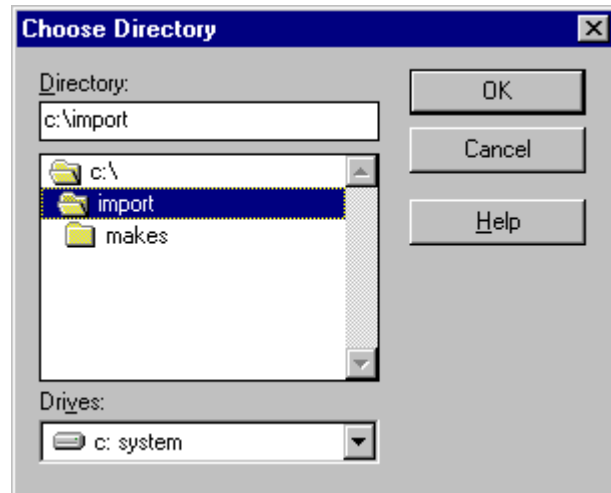 Choose Directory
Directory:
c:\import
c:\
import
makes
Drives:
c: system
OK
Cancel
Help